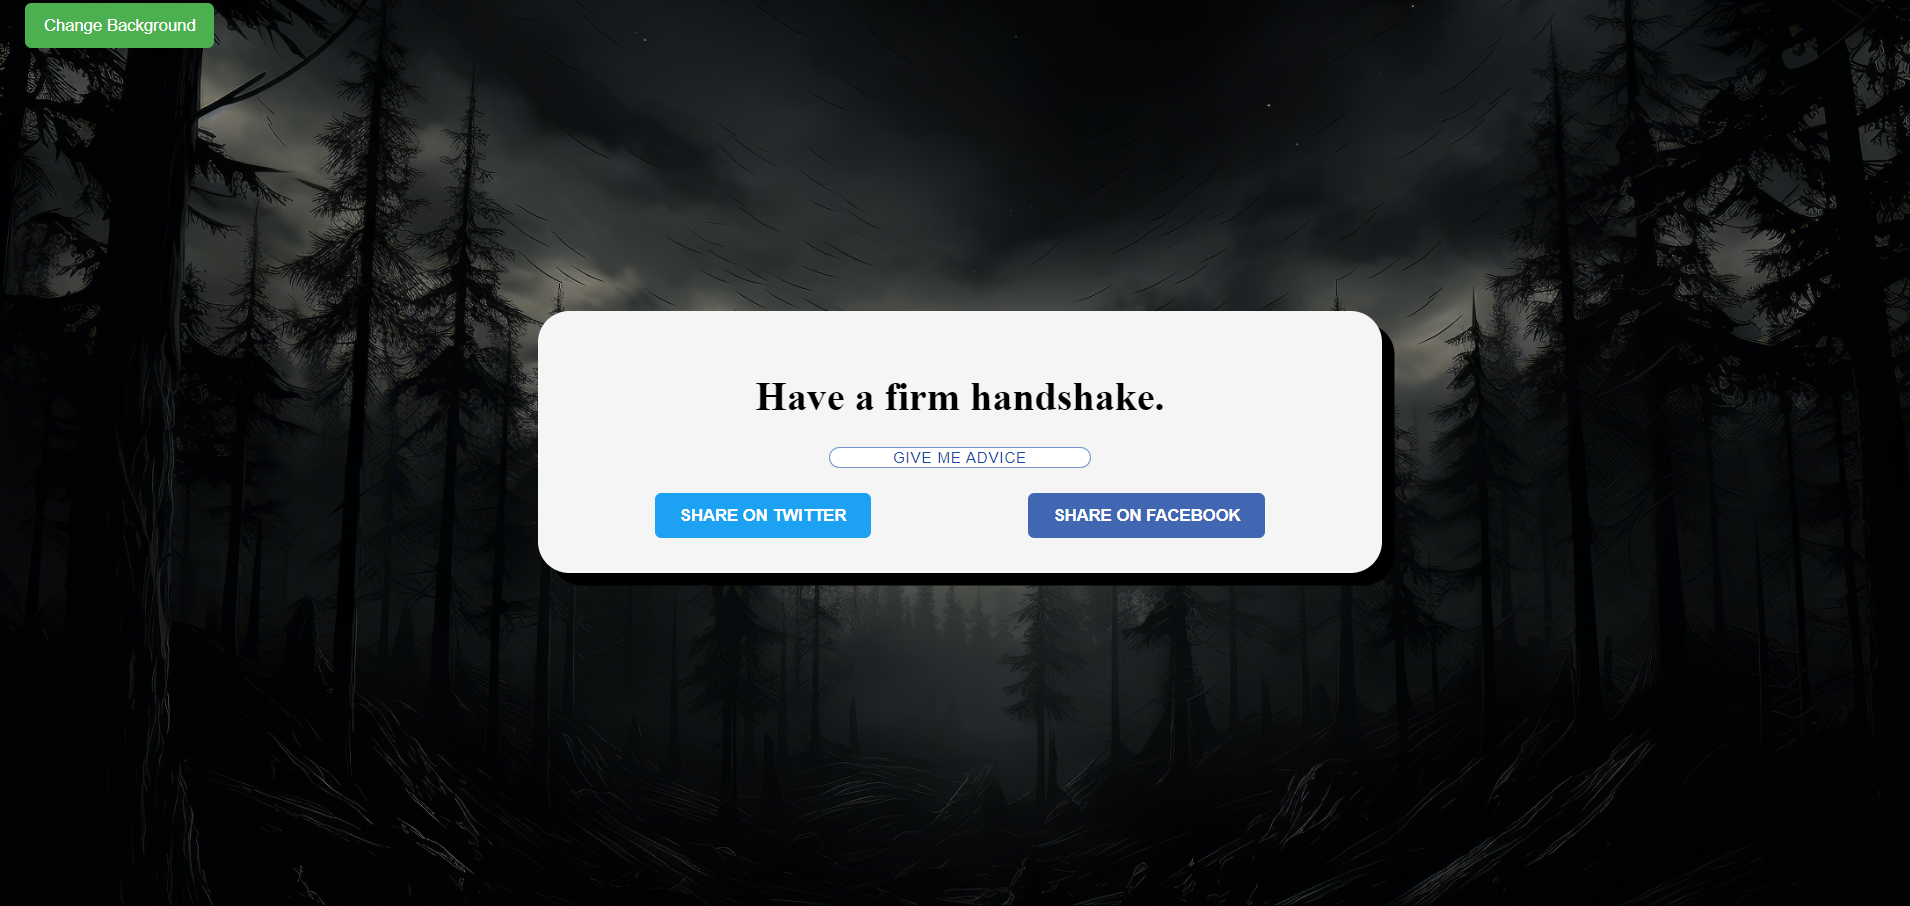 Change Background
Have a firm handshake.
GIVE ME ADVICE
SHARE ON TWITTER
SHARE ON FACEBOOK